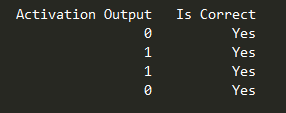 Activation Output Is Correct
0 Yes
1 Yes
1 Yes
0 Yes